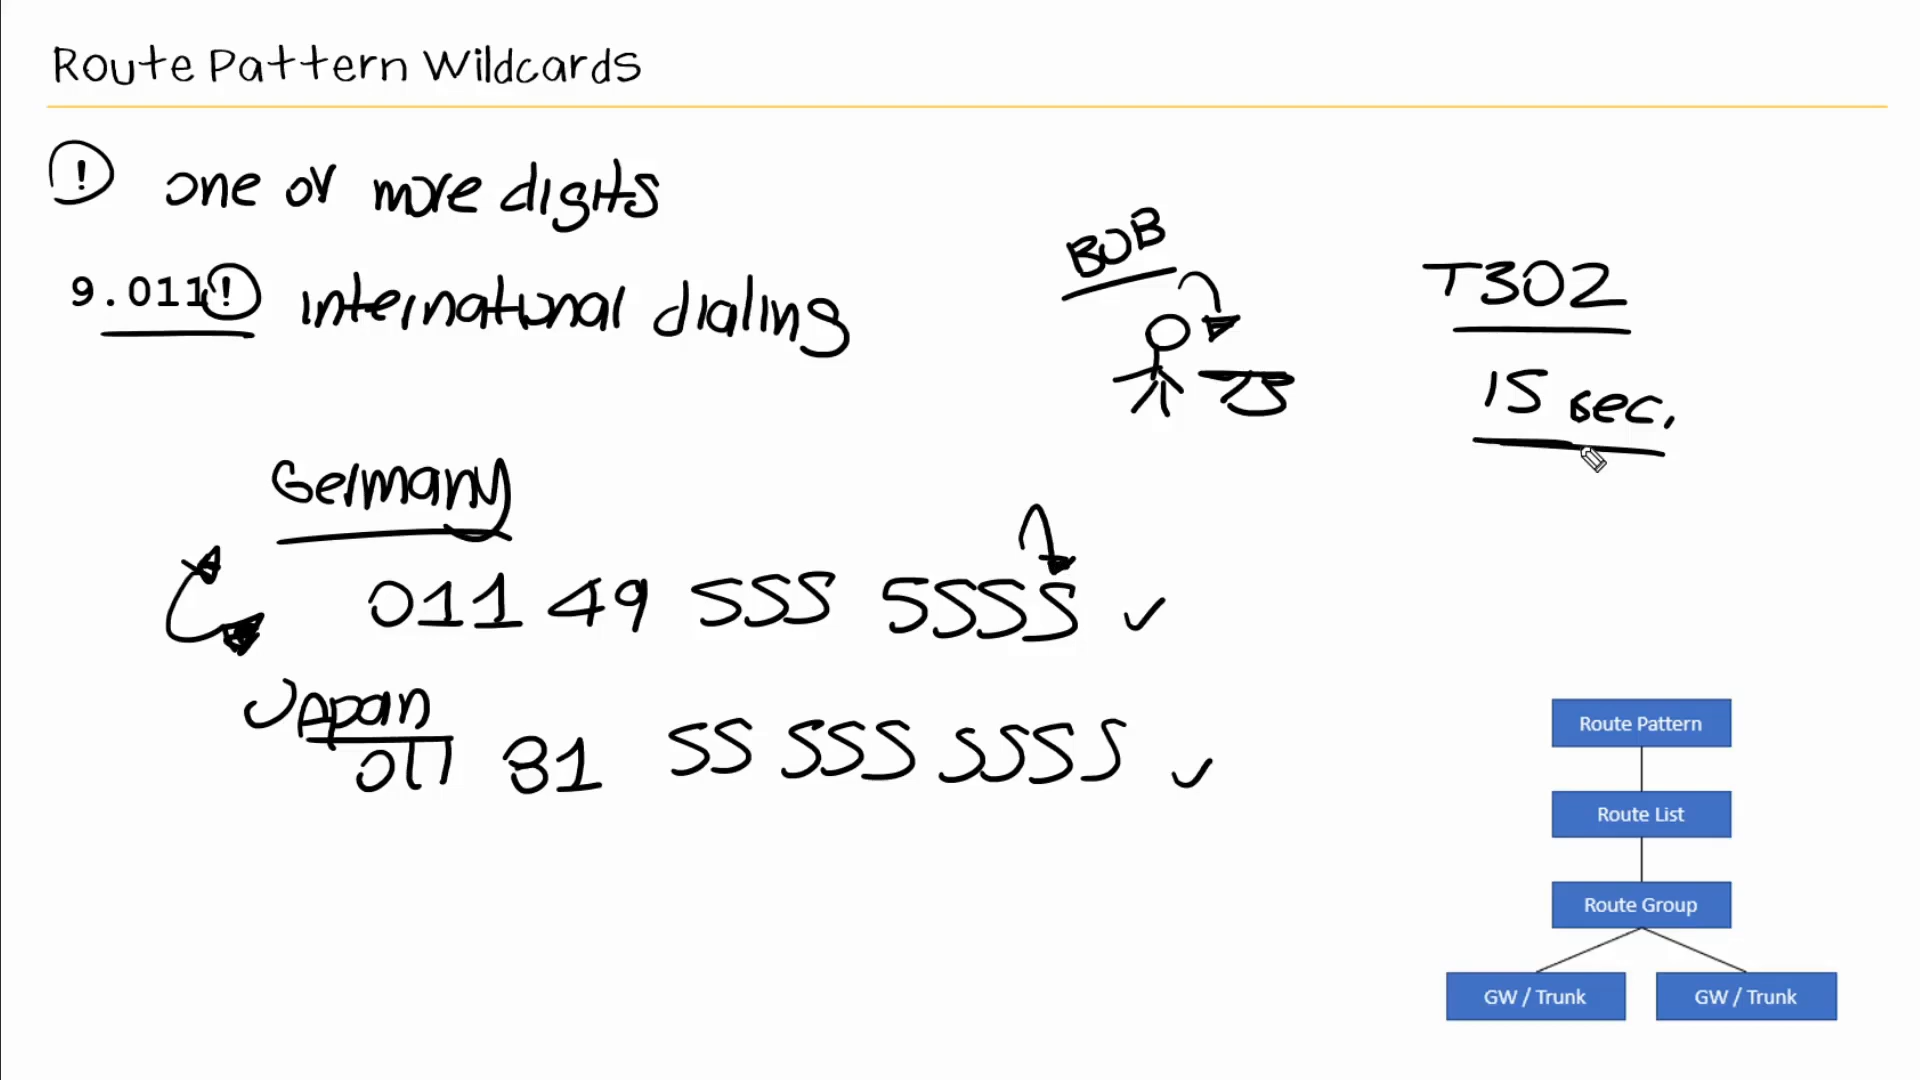 Route Pattern Wildcards
! one or more digits
9.011! international dialing
BOB
T302
15 sec.
Germany
011 49 555 5555
Japan
011 81 55 555 5555
Route Pattern
Route List
Route Group
GW / Trunk
GW / Trunk